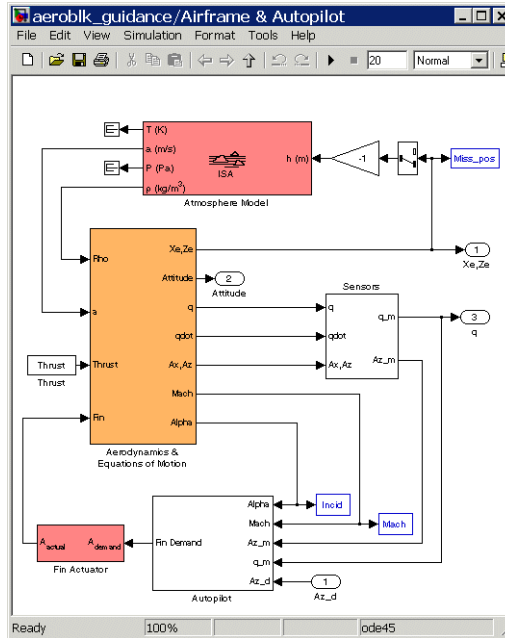 aeroblk_guidance/Airframe & Autopilot
File Edit View Simulation Format Tools Help
20 Normal
T (K)
a (m/s)
P (Pa)
ρ (kg/m³)
ISA
h (m)
Atmosphere Model
-1
Miss_pos
Rho
a
Thrust
Fin
Xe,Ze
Attitude
q
qdot
Ax,Az
Mach
Alpha
Aerodynamics &
Equations of Motion
Thrust
Thrust
1
Xe,Ze
2
Attitude
Sensors
q
qdot
Ax,Az
q_m
Az_m
3
q
Incid
Mach
Alpha
Mach
Az_m
q_m
Az_d
Fin Demand
Autopilot
1
Az_d
A actual
A demand
Fin Actuator
Ready 100% ode45